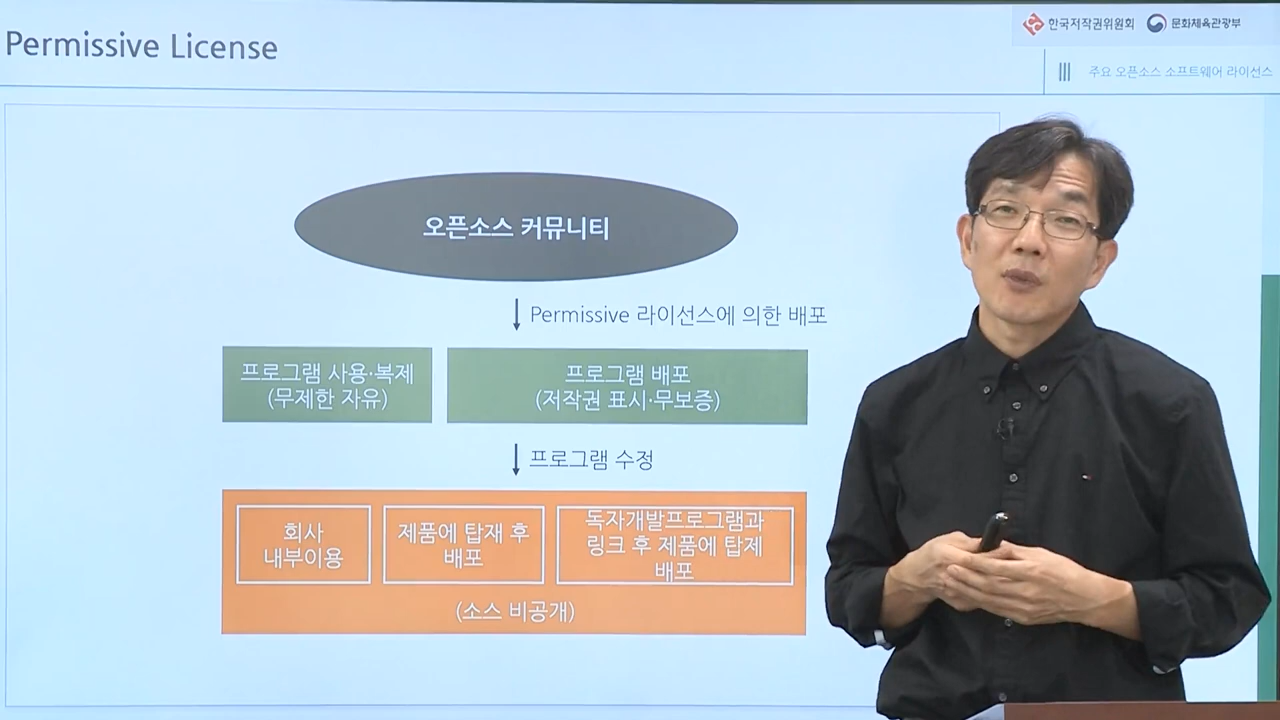 Permissive License
한국저작권위원회 문화체육관광부
주요 오픈소스 소프트웨어 라이선스
오픈소스 커뮤니티
Permissive 라이선스에 의한 배포
프로그램 사용·복제
(무제한 자유)
프로그램 배포
(저작권 표시·무보증)
프로그램 수정
회사
내부이용
제품에 탑재 후
배포
독자개발프로그램과
링크 후 제품에 탑제
배포
(소스 비공개)